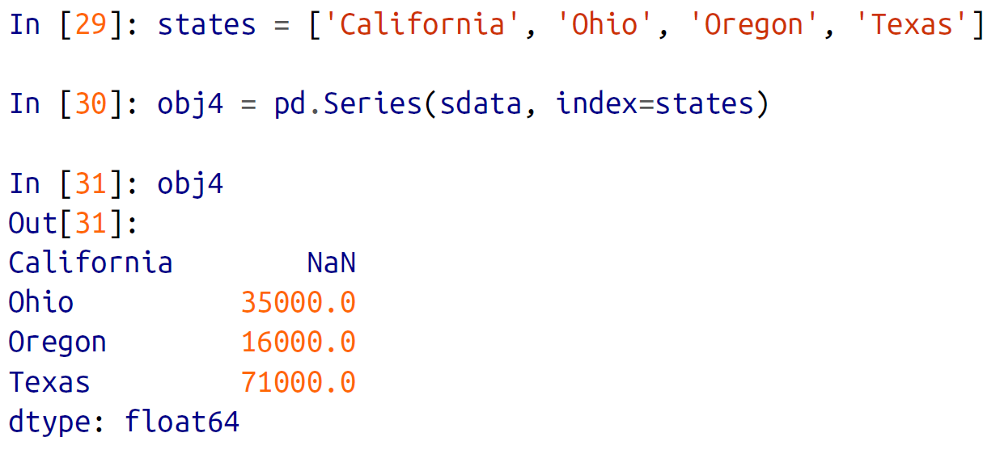 In [29]: states = ['California', 'Ohio', 'Oregon', 'Texas']
In [30]: obj4 = pd.Series(sdata, index=states)
In [31]: obj4
Out[31]:
California        NaN
Ohio          35000.0
Oregon        16000.0
Texas         71000.0
dtype: float64